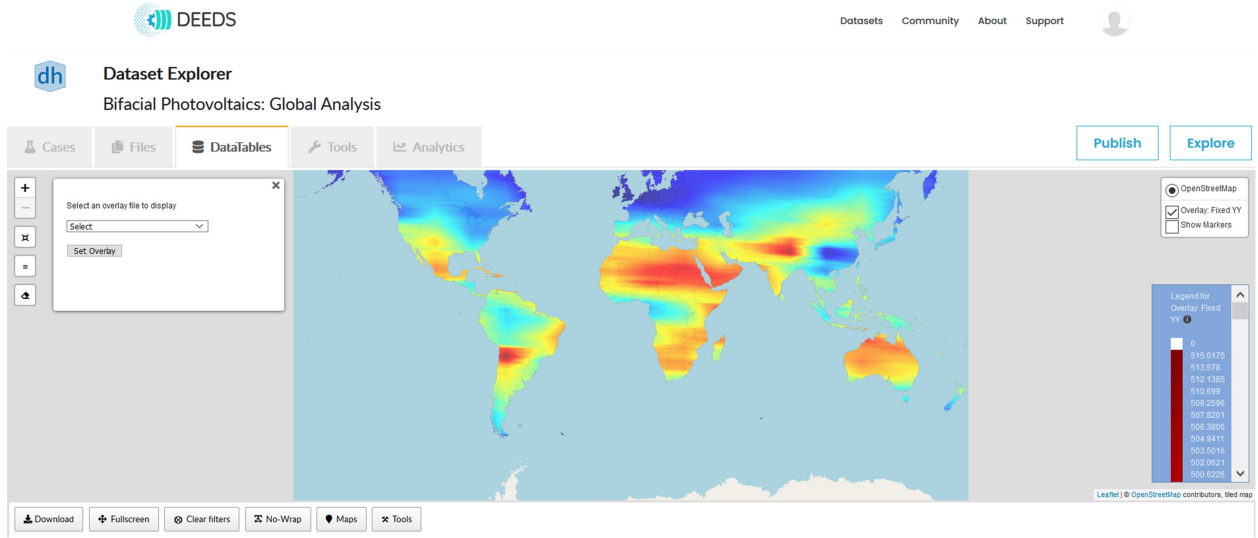 DEEDS
Datasets Community About Support
dh
Dataset Explorer
Bifacial Photovoltaics: Global Analysis
Cases Files DataTables Tools Analytics
Publish Explore
+
Select an overlay file to display
Select
Set Overlay
OpenStreetMap
Overlay: Fixed YY
Show Markers
Legend for
Overlay: Fixed
YY
0
515.0175
513.578
512.1385
510.699
509.2596
507.8201
506.3806
504.9411
503.5016
502.0621
500.6226
Leaflet | © OpenStreetMap contributors, tiled map
Download Fullscreen Clear filters No-Wrap Maps Tools